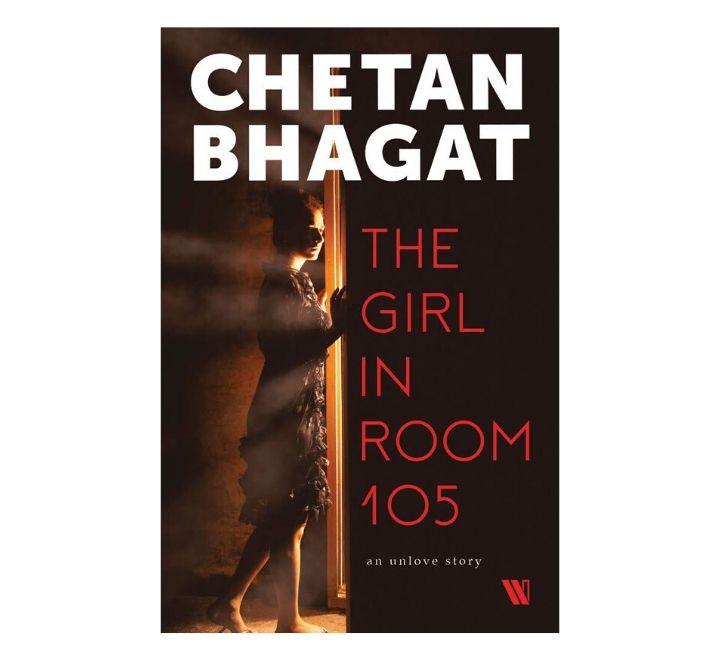 CHETAN
BHAGAT
THE
GIRL
IN
ROOM
105
an unlove story
W